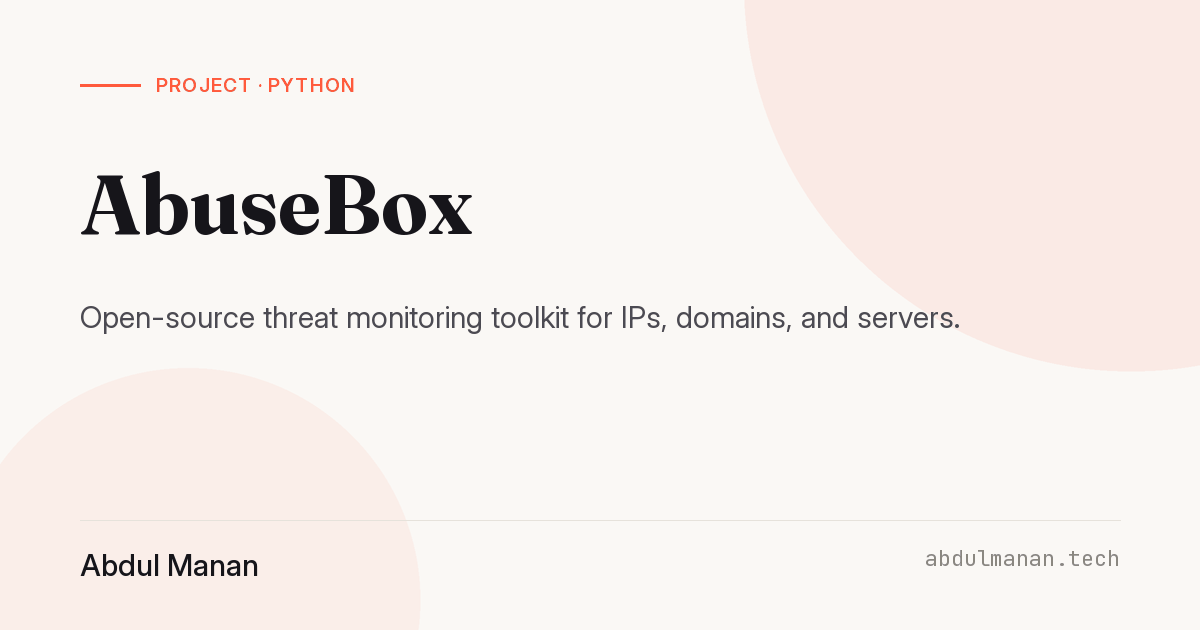 PROJECT · PYTHON
AbuseBox
Open-source threat monitoring toolkit for IPs, domains, and servers.
Abdul Manan
abdulmanan.tech